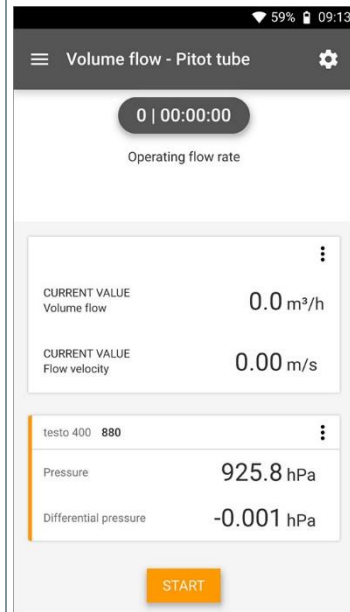 59% 09:13
Volume flow - Pitot tube
0 | 00:00:00
Operating flow rate
CURRENT VALUE
Volume flow
0.0 m³/h
CURRENT VALUE
Flow velocity
0.00 m/s
testo 400 880
Pressure
925.8 hPa
Differential pressure
-0.001 hPa
START